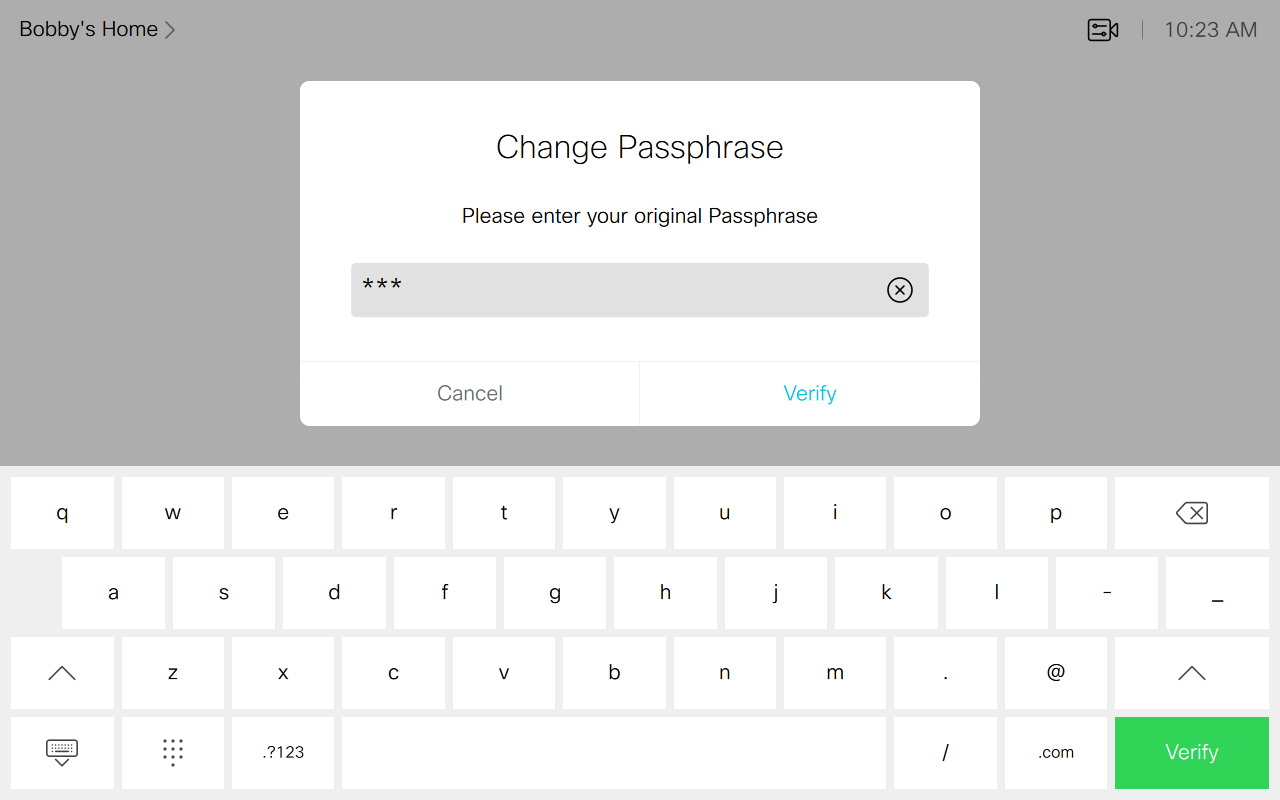 Bobby's Home
10:23 AM
Change Passphrase
Please enter your original Passphrase
***
Cancel Verify
q w e r t y u i o p
a s d f g h j k l - _
z x c v b n m . @
.?123 / .com Verify